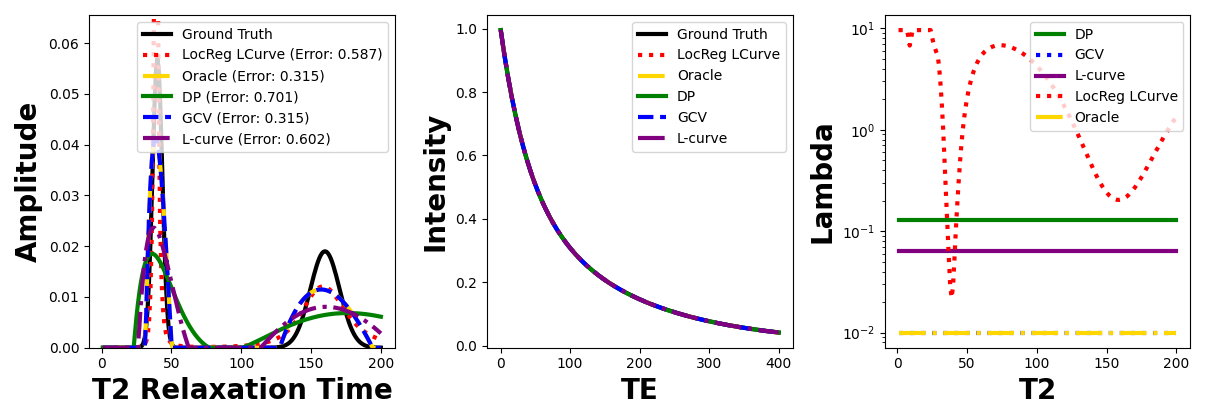 Amplitude
0.06
0.05
0.04
0.03
0.02
0.01
0.00
Ground Truth
LocReg LCurve (Error: 0.587)
Oracle (Error: 0.315)
DP (Error: 0.701)
GCV (Error: 0.315)
L-curve (Error: 0.602)
0 50 100 150 200
T2 Relaxation Time
Intensity
1.0
0.8
0.6
0.4
0.2
0.0
Ground Truth
LocReg LCurve
Oracle
DP
GCV
L-curve
0 100 200 300 400
TE
Lambda
10¹
10⁰
10⁻¹
10⁻²
DP
GCV
L-curve
LocReg LCurve
Oracle
0 50 100 150 200
T2